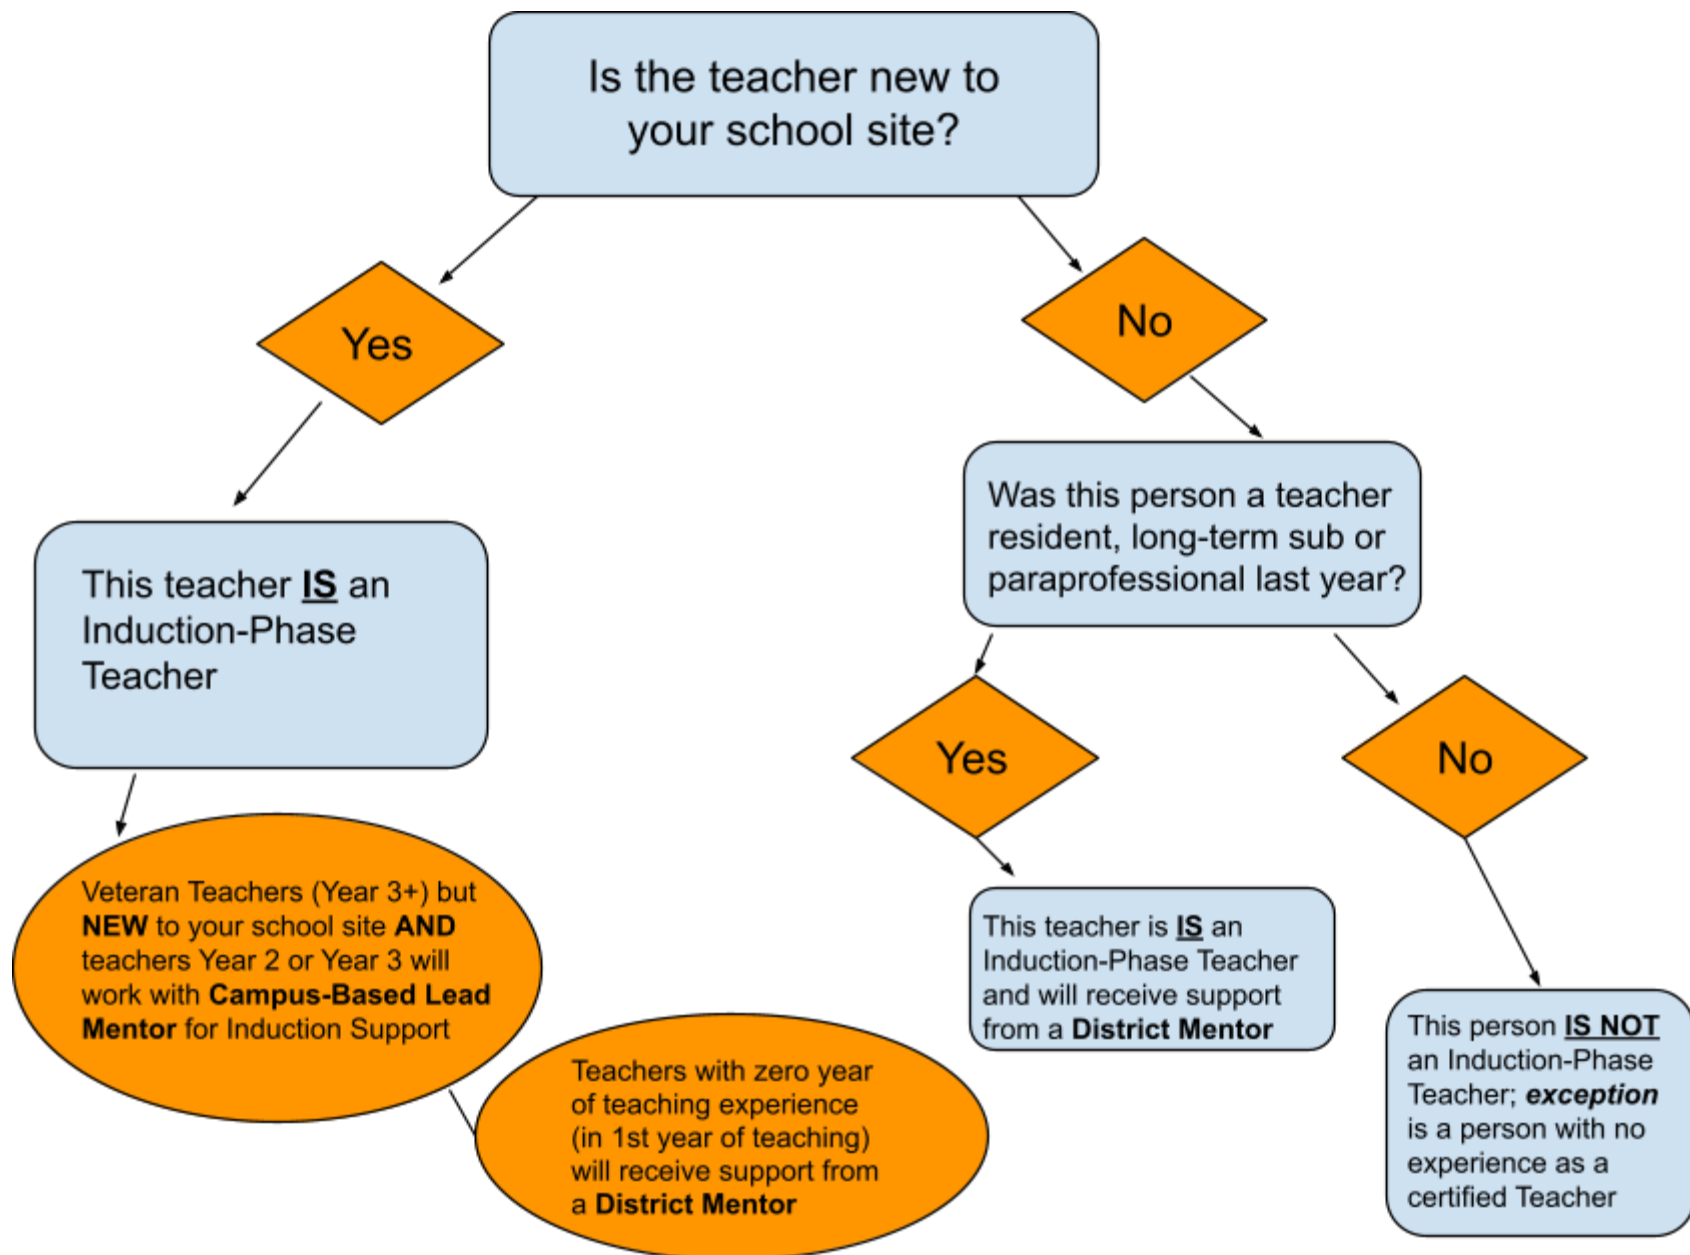 Is the teacher new to
your school site?
Yes
No
This teacher IS an
Induction-Phase
Teacher
Was this person a teacher
resident, long-term sub or
paraprofessional last year?
Yes
No
Veteran Teachers (Year 3+) but
NEW to your school site AND
teachers Year 2 or Year 3 will
work with Campus-Based Lead
Mentor for Induction Support
Teachers with zero year
of teaching experience
(in 1st year of teaching)
will receive support from
a District Mentor
This teacher is IS an
Induction-Phase Teacher
and will receive support
from a District Mentor
This person IS NOT
an Induction-Phase
Teacher; exception
is a person with no
experience as a
certified Teacher